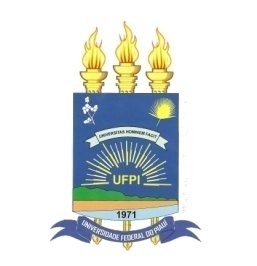 UNIVERSITAS HOMINEM FACIT
UFPI
1971
UNIVERSIDADE FEDERAL DO PIAUÍ